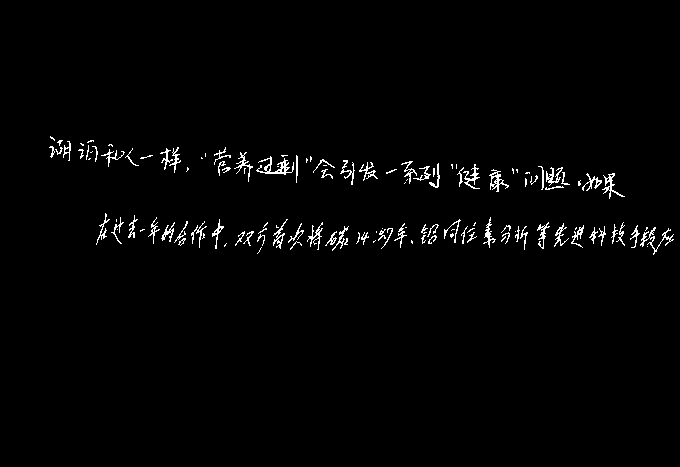 湖泊和人一样，“营养过剩”会引发一系列“健康”问题。如果
在过去一年的合作中，双方首次将碳14测年、铅同位素分析等先进科技手段应